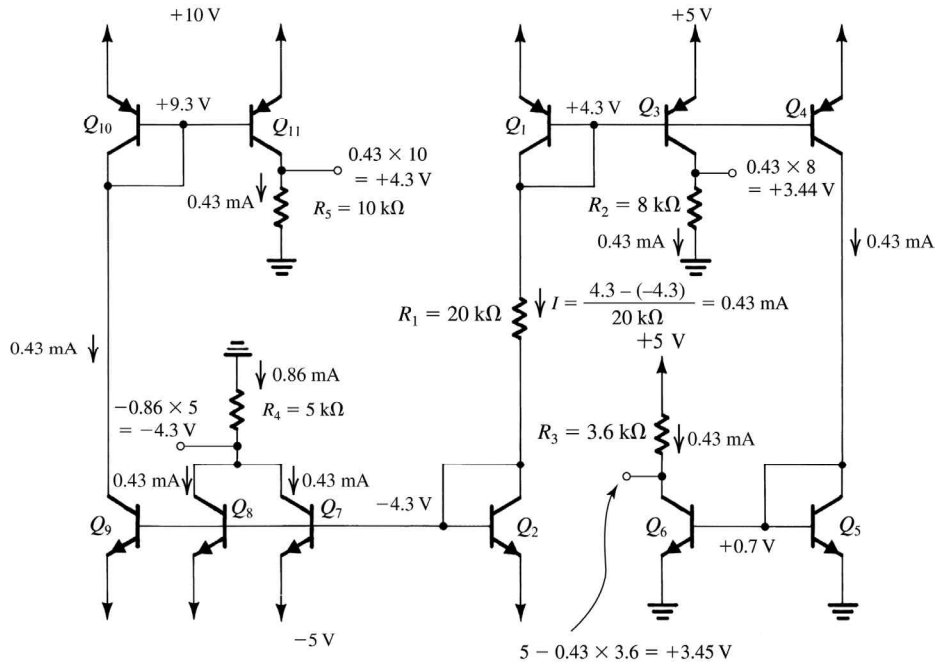 +10 V
+5 V
+9.3 V
+4.3 V
Q10
Q11
Q1
Q3
Q4
0.43 × 10
= +4.3 V
0.43 × 8
= +3.44 V
0.43 mA
R5 = 10 kΩ
R2 = 8 kΩ
0.43 mA
0.43 mA
R1 = 20 kΩ
I = 4.3 – (–4.3) / 20 kΩ = 0.43 mA
+5 V
0.43 mA
0.86 mA
R4 = 5 kΩ
−0.86 × 5
= −4.3 V
R3 = 3.6 kΩ
0.43 mA
0.43 mA
0.43 mA
−4.3 V
Q9
Q8
Q7
Q2
Q6
Q5
+0.7 V
−5 V
5 − 0.43 × 3.6 = +3.45 V